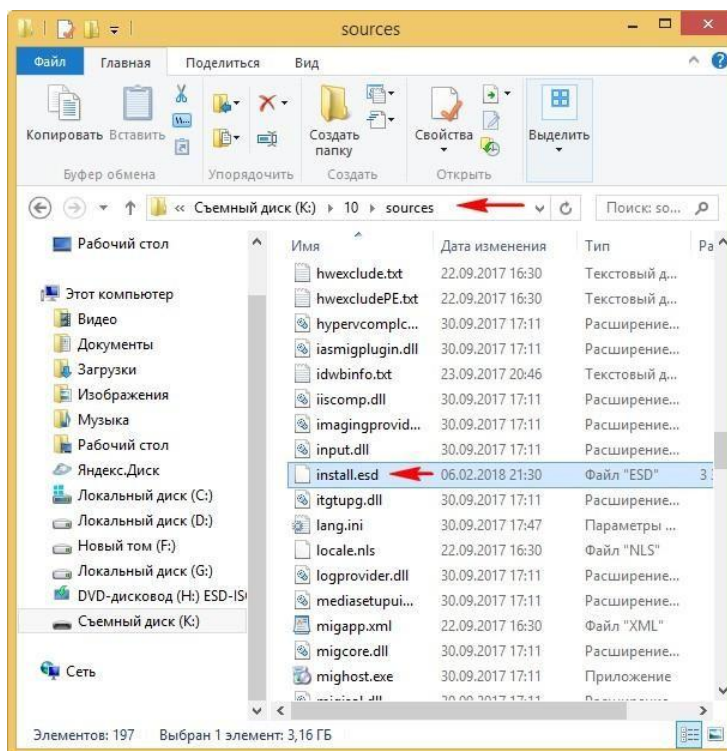 sources
Файл Главная Поделиться Вид
Копировать Вставить Создать папку Свойства Выделить
Буфер обмена Упорядочить Создать Открыть
« Съемный диск (K:) 10 sources Поиск: so...
Рабочий стол
Этот компьютер
Видео
Документы
Загрузки
Изображения
Музыка
Рабочий стол
Яндекс.Диск
Локальный диск (C:)
Локальный диск (D:)
Новый том (F:)
Локальный диск (G:)
DVD-дисковод (H:) ESD-IS
Съемный диск (K:)
Сеть
Имя Дата изменения Тип Ра
hwexclude.txt 22.09.2017 16:30 Текстовый д...
hwexcludePE.txt 22.09.2017 16:30 Текстовый д...
hypervcomplc... 30.09.2017 17:11 Расширение...
iasmigplugin.dll 30.09.2017 17:11 Расширение...
idwbinfo.txt 23.09.2017 20:46 Текстовый д...
iiscomp.dll 30.09.2017 17:11 Расширение...
imagingprovid... 30.09.2017 17:11 Расширение...
input.dll 30.09.2017 17:11 Расширение...
install.esd 06.02.2018 21:30 Файл "ESD" 3
itgtupg.dll 30.09.2017 17:11 Расширение...
lang.ini 30.09.2017 17:47 Параметры ...
locale.nls 22.09.2017 16:30 Файл "NLS"
logprovider.dll 30.09.2017 17:11 Расширение...
mediasetupui... 30.09.2017 17:11 Расширение...
migapp.xml 22.09.2017 16:30 Файл "XML"
migcore.dll 30.09.2017 17:11 Расширение...
mighost.exe 30.09.2017 17:11 Приложение
Элементов: 197 Выбран 1 элемент: 3,16 ГБ